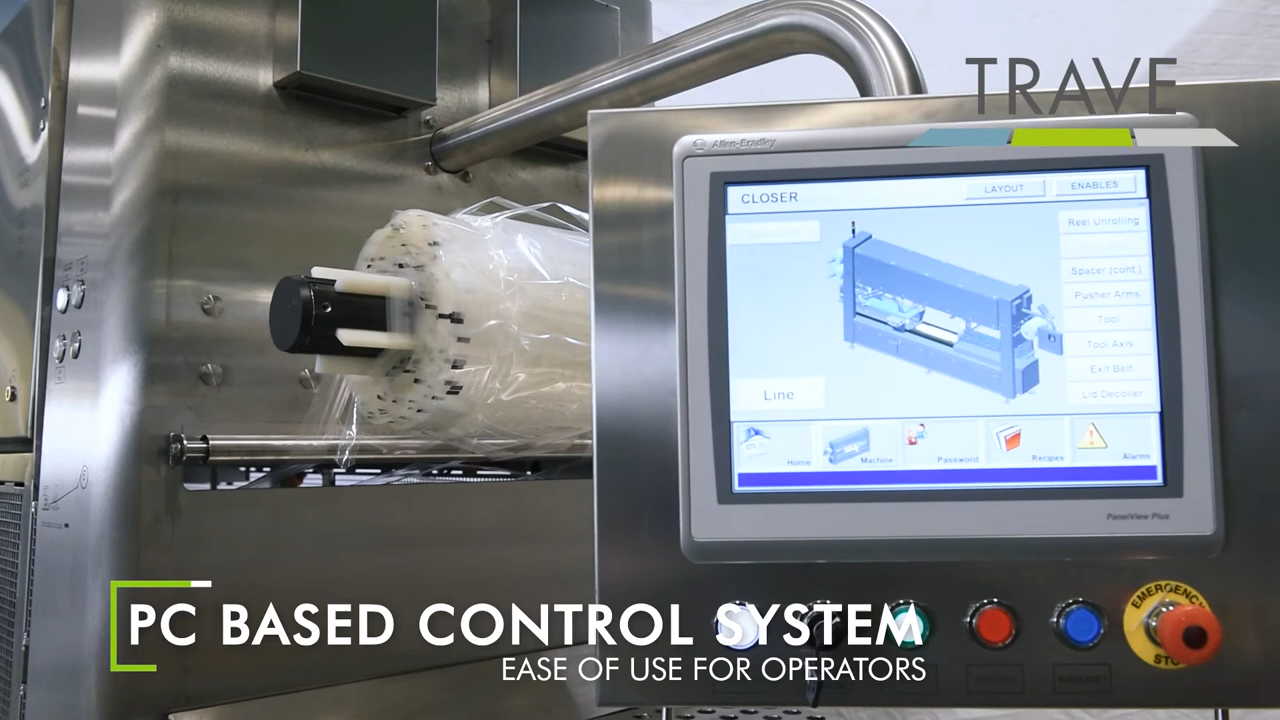 TRAVE
Allen-Bradley
CLOSER
LAYOUT
ENABLES
Reel Unrolling
Spacer (cont.)
Pusher Arms
Tool
Tool Axis
Exit Belt
Lid Decoiler
Line
Home
Machine
Password
Recipes
Alarms
PanelView Plus
EMERGENCY
PC BASED CONTROL SYSTEM
EASE OF USE FOR OPERATORS